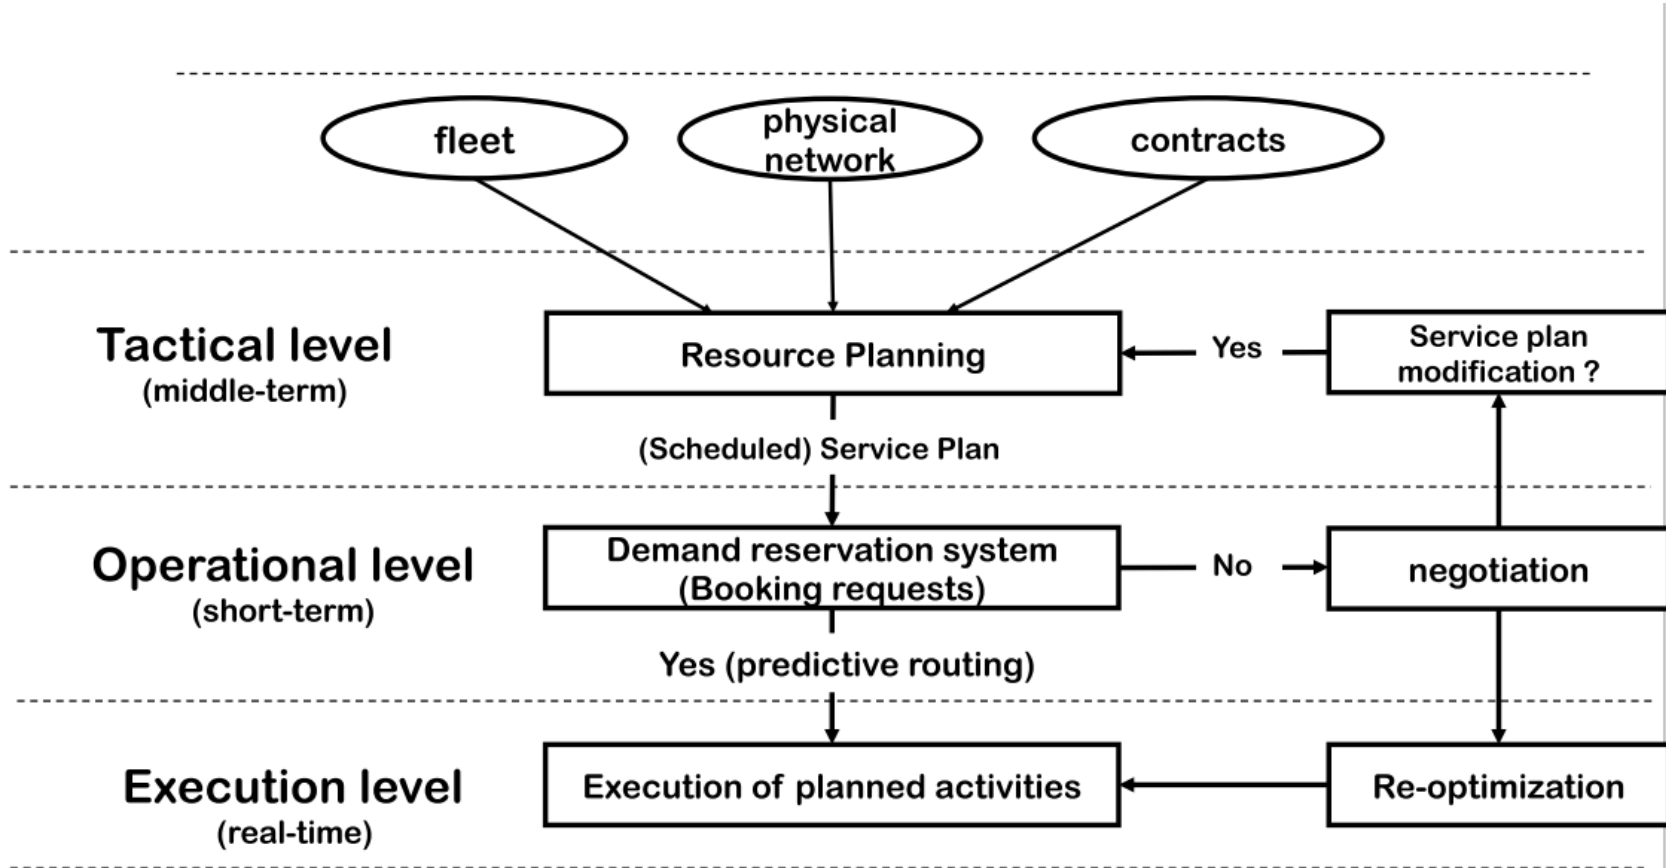 fleet
physical
network
contracts
Tactical level
(middle-term)
Resource Planning
Yes
Service plan
modification ?
(Scheduled) Service Plan
Operational level
(short-term)
Demand reservation system
(Booking requests)
No
negotiation
Yes (predictive routing)
Execution level
(real-time)
Execution of planned activities
Re-optimization